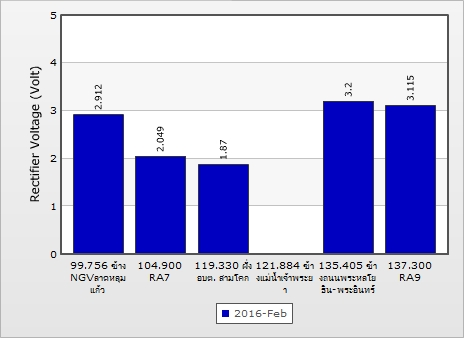 5
4
3
2
1
0
Rectifier Voltage (Volt)
2.912
2.049
1.87
3.2
3.115
99.756 ข้าง
NGVลาดหลุม
แก้ว
104.900
RA7
119.330 ฝั่ง
อบต. สามโคก
121.884 ข้า
งแม่น้ำเจ้าพระย
า
135.405 ข้า
งถนนพระหลโย
ธิน-พระอินทร์
137.300
RA9
2016-Feb